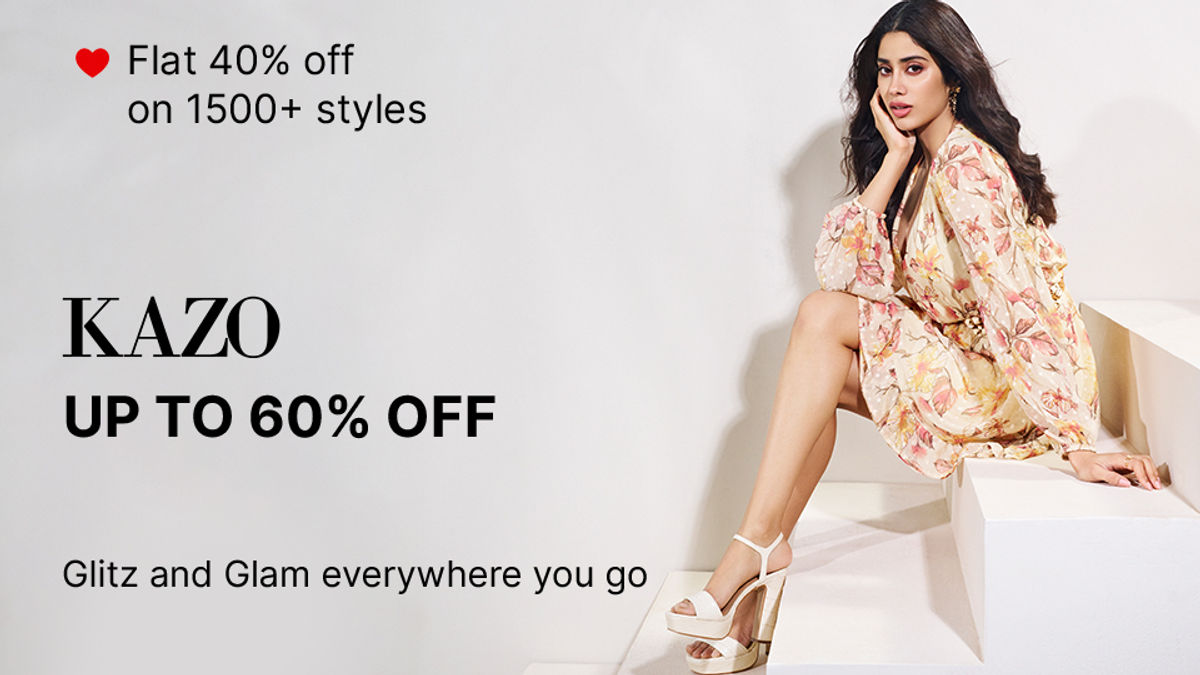 Flat 40% off
on 1500+ styles
KAZO
UP TO 60% OFF
Glitz and Glam everywhere you go